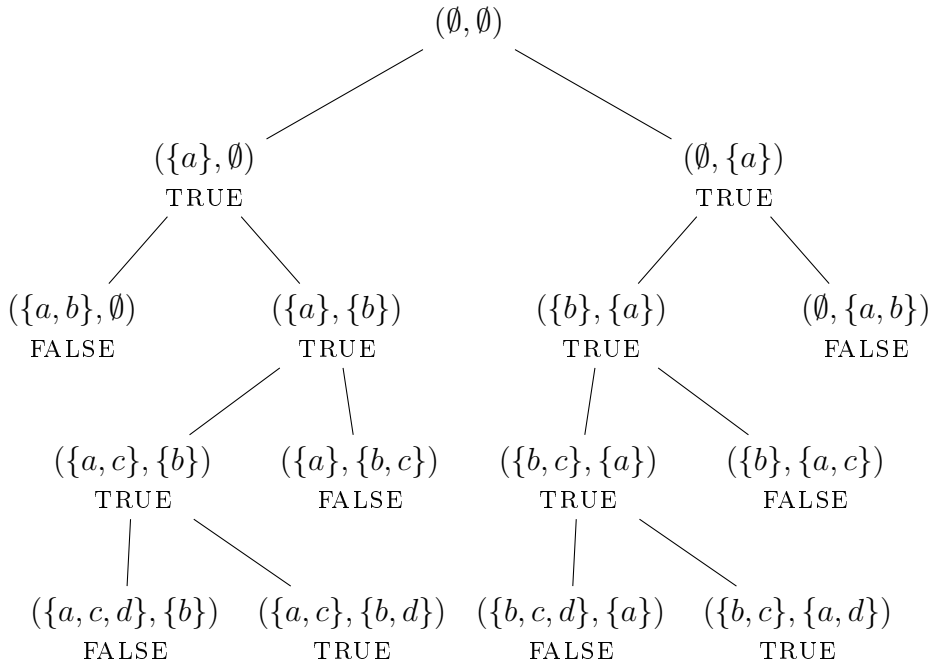 (∅, ∅)
({a}, ∅) (∅, {a})
TRUE TRUE
({a, b}, ∅) ({a}, {b}) ({b}, {a}) (∅, {a, b})
FALSE TRUE TRUE FALSE
({a, c}, {b}) ({a}, {b, c}) ({b, c}, {a}) ({b}, {a, c})
TRUE FALSE TRUE FALSE
({a, c, d}, {b}) ({a, c}, {b, d}) ({b, c, d}, {a}) ({b, c}, {a, d})
FALSE TRUE FALSE TRUE